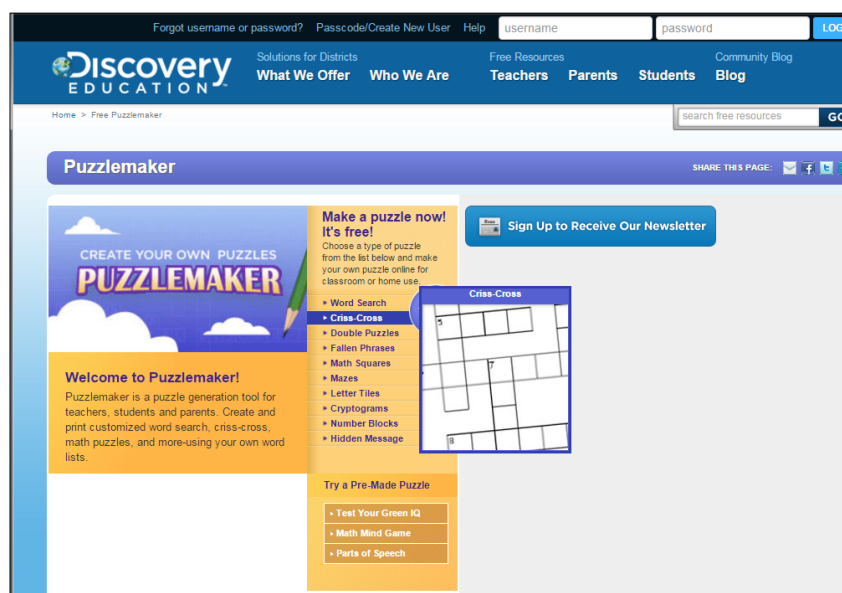 Forgot username or password? Passcode/Create New User Help username password LOG
Solutions for Districts Free Resources Community Blog
DISCOVERY
EDUCATION™
What We Offer Who We Are Teachers Parents Students Blog
Home > Free Puzzlemaker
search free resources GO
Puzzlemaker
SHARE THIS PAGE:
CREATE YOUR OWN PUZZLES
PUZZLEMAKER
Welcome to Puzzlemaker!
Puzzlemaker is a puzzle generation tool for
teachers, students and parents. Create and
print customized word search, criss-cross,
math puzzles, and more-using your own word
lists.
Make a puzzle now!
It's free!
Choose a type of puzzle
from the list below and make
your own puzzle online for
classroom or home use.
Word Search
Criss-Cross
Double Puzzles
Fallen Phrases
Math Squares
Mazes
Letter Tiles
Cryptograms
Number Blocks
Hidden Message
Try a Pre-Made Puzzle
Test Your Green IQ
Math Mind Game
Parts of Speech
Sign Up to Receive Our Newsletter
Criss-Cross
5
7
8